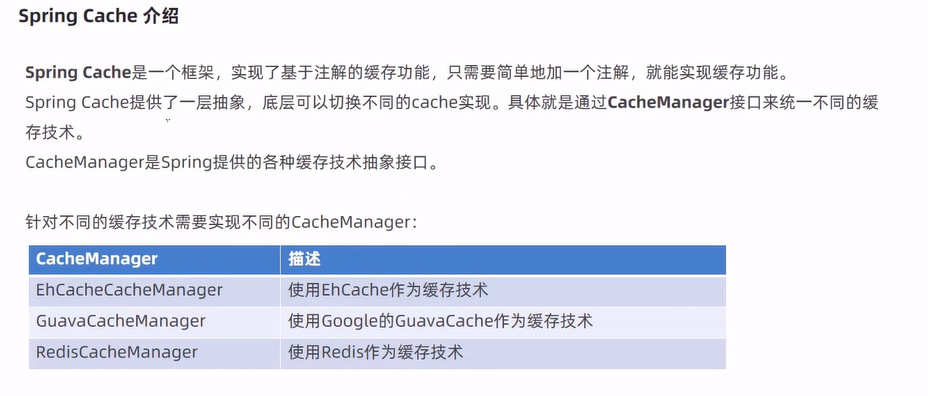 Spring Cache 介绍
Spring Cache是一个框架，实现了基于注解的缓存功能，只需要简单地加一个注解，就能实现缓存功能。
Spring Cache提供了一层抽象，底层可以切换不同的cache实现。具体就是通过CacheManager接口来统一不同的缓
存技术。
CacheManager是Spring提供的各种缓存技术抽象接口。
针对不同的缓存技术需要实现不同的CacheManager：
CacheManager 描述
EhCacheCacheManager 使用EhCache作为缓存技术
GuavaCacheManager 使用Google的GuavaCache作为缓存技术
RedisCacheManager 使用Redis作为缓存技术